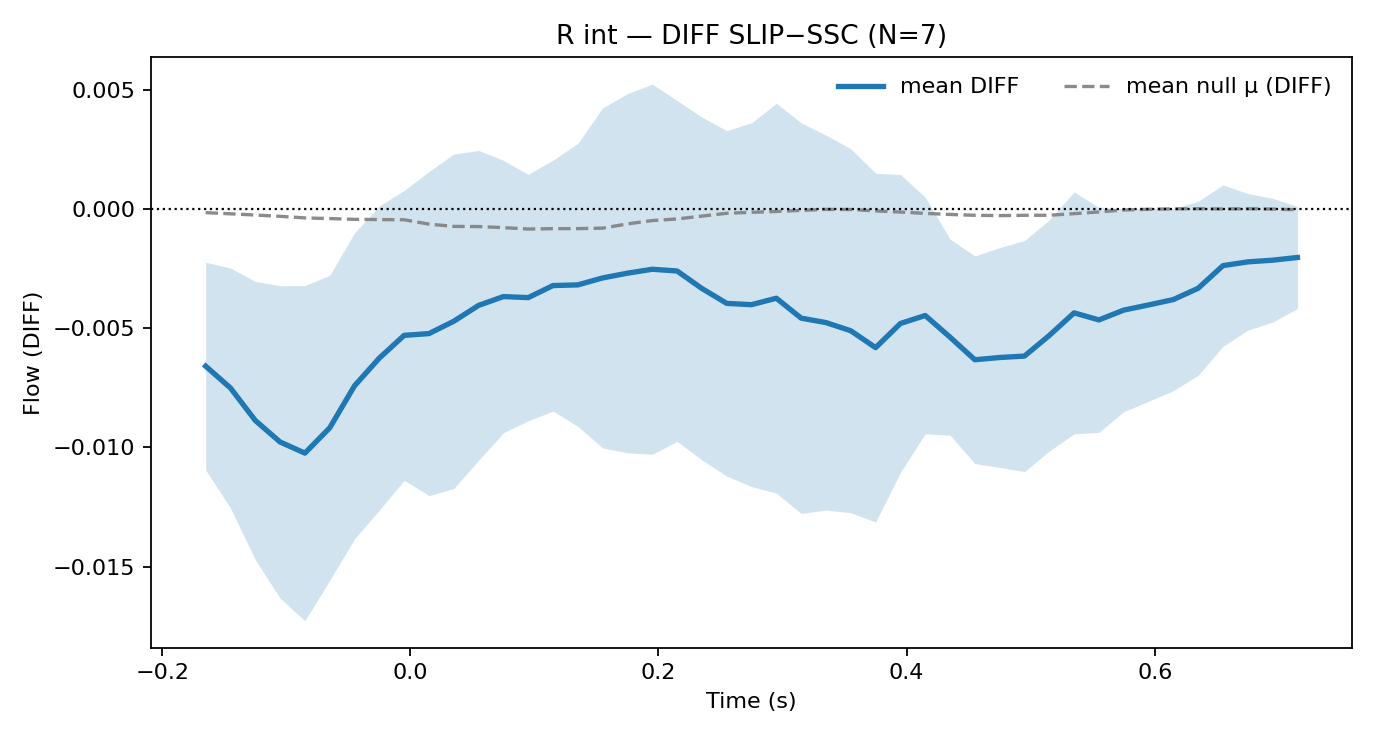 R int — DIFF SLIP−SSC (N=7)
mean DIFF
mean null μ (DIFF)
Flow (DIFF)
0.005
0.000
−0.005
−0.010
−0.015
−0.2
0.0
0.2
0.4
0.6
Time (s)